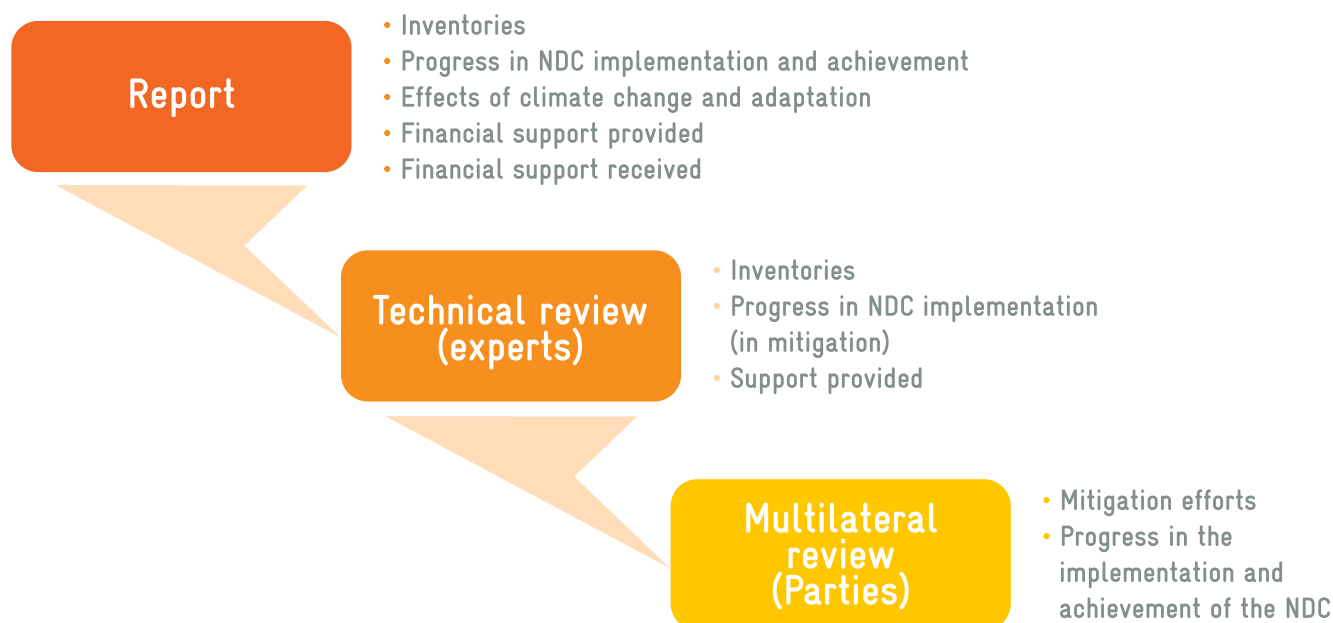 Report
• Inventories
• Progress in NDC implementation and achievement
• Effects of climate change and adaptation
• Financial support provided
• Financial support received
Technical review
(experts)
• Inventories
• Progress in NDC implementation
(in mitigation)
• Support provided
Multilateral
review
(Parties)
• Mitigation efforts
• Progress in the
implementation and
achievement of the NDC